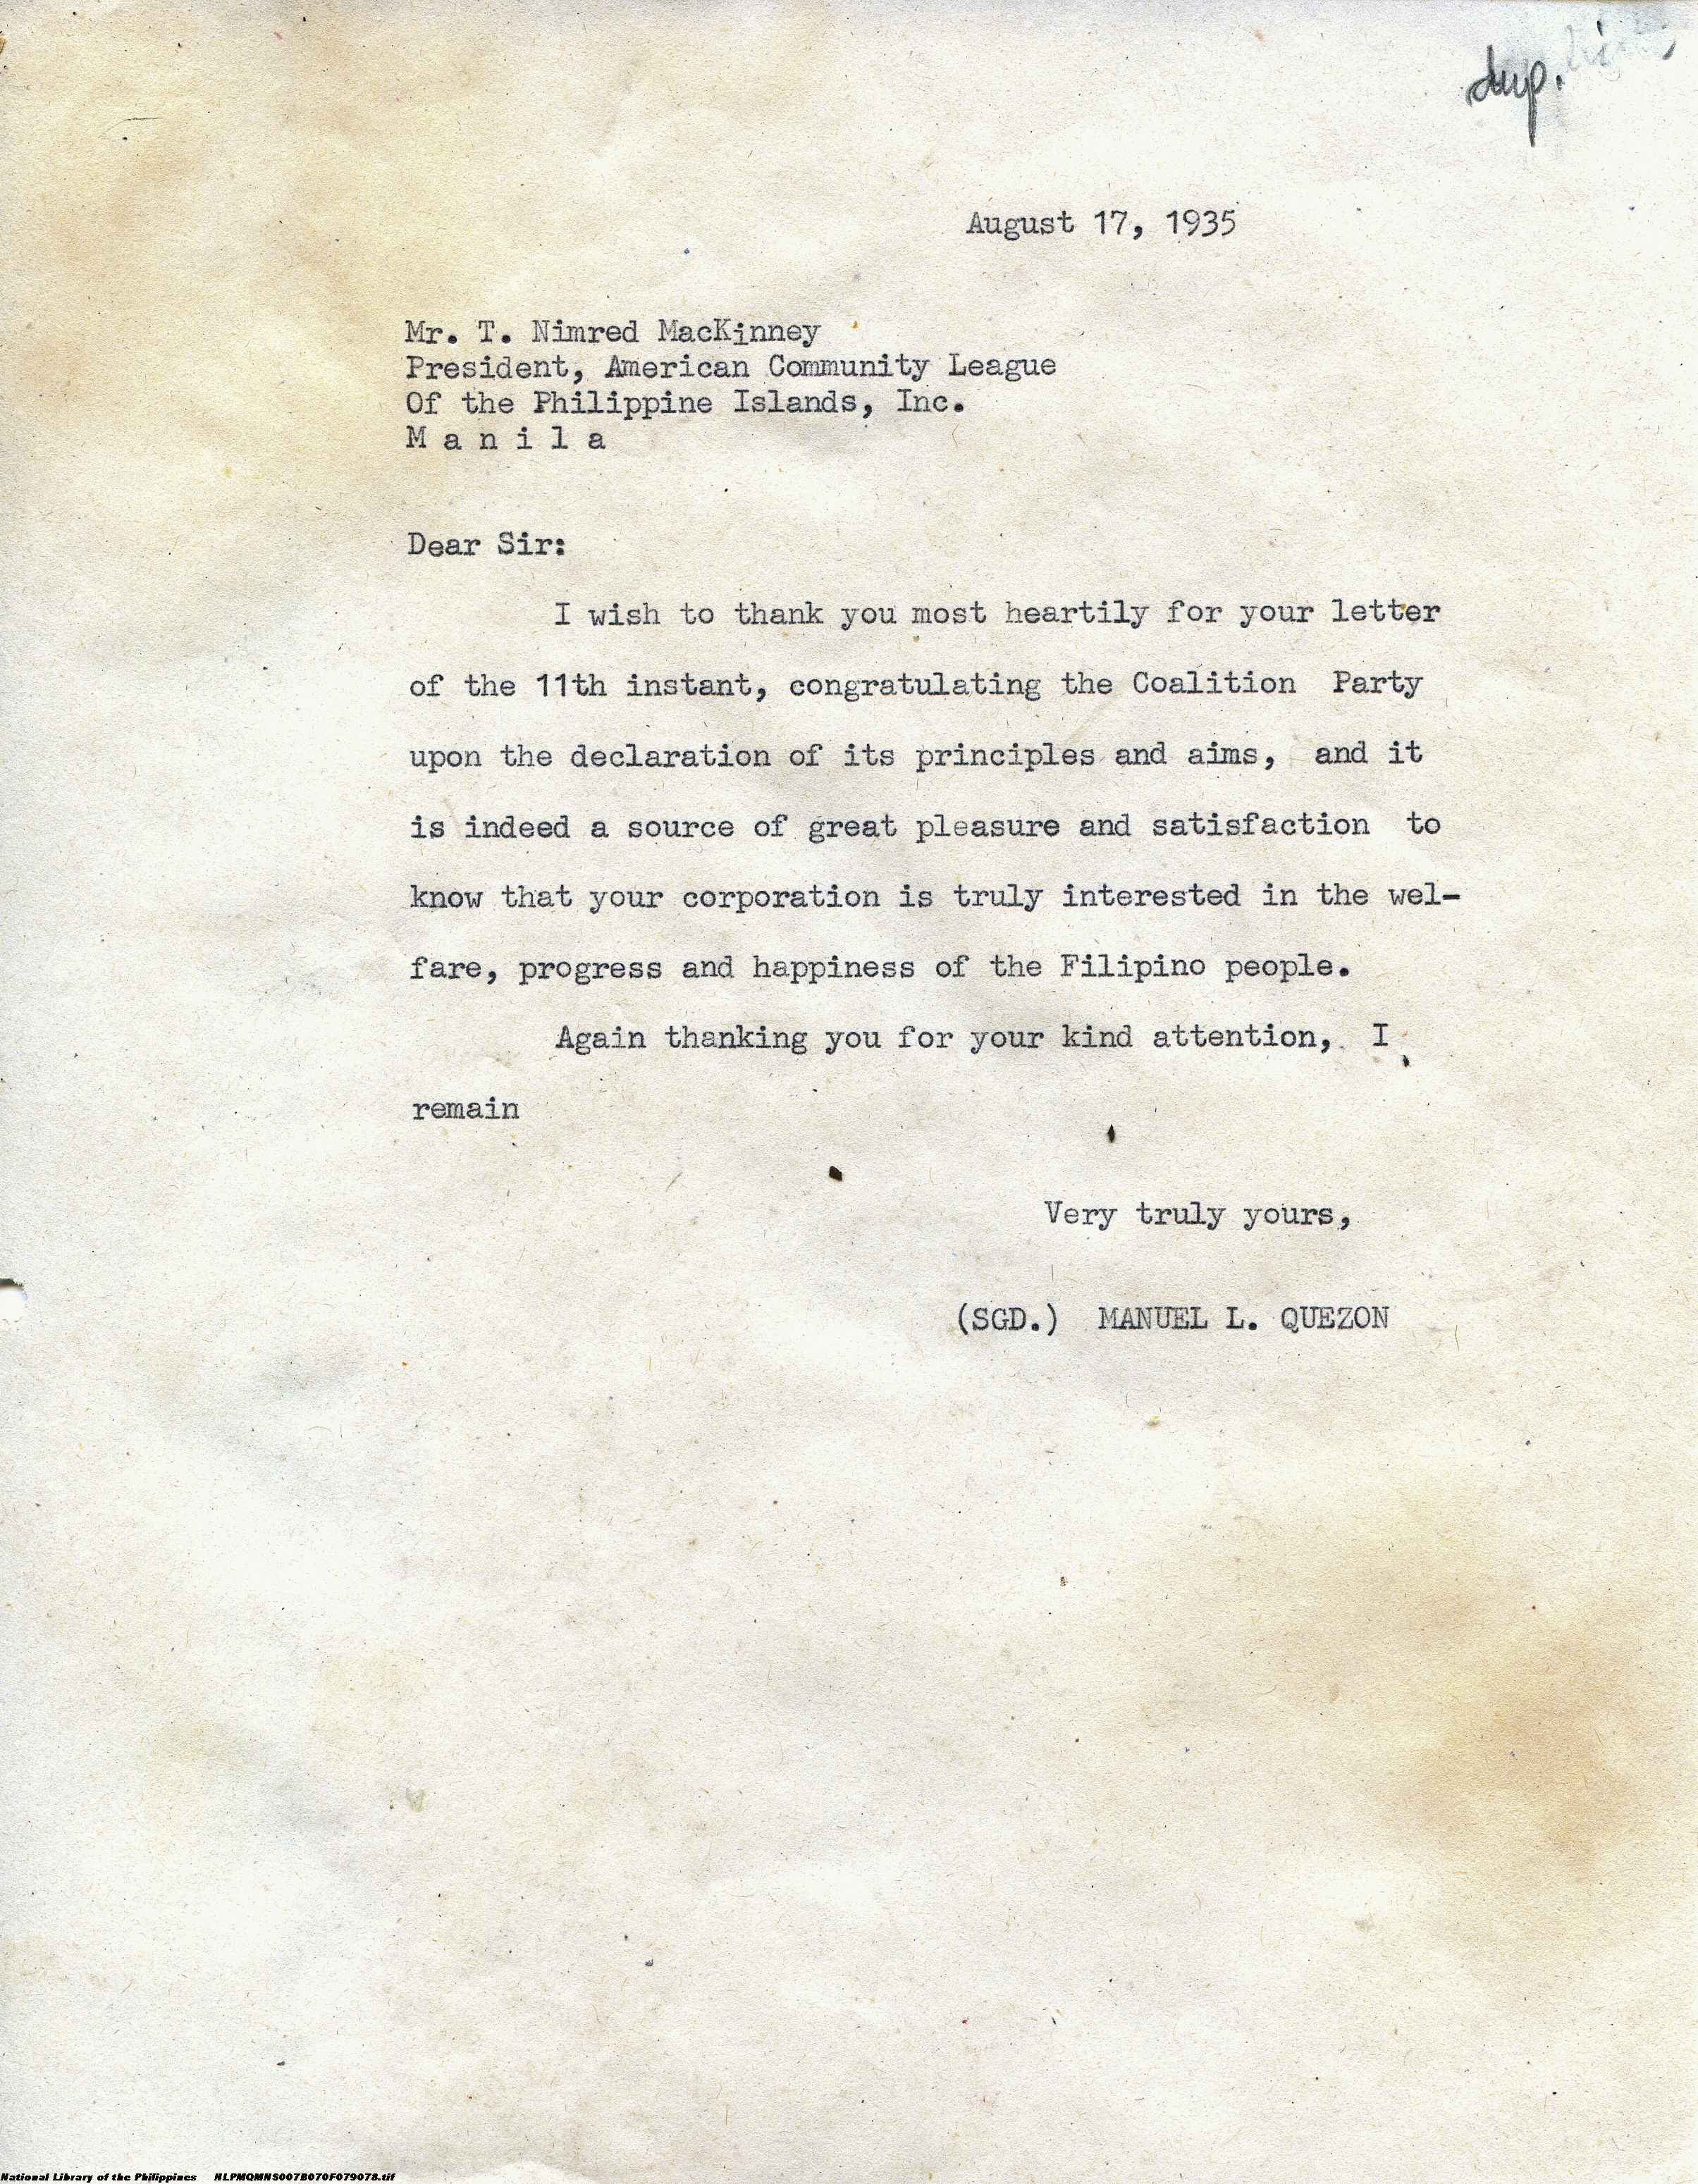 dup.
August 17, 1935
Mr. T. Nimred MacKinney
President, American Community League
Of the Philippine Islands, Inc.
M a n i l a
Dear Sir:
I wish to thank you most heartily for your letter
of the 11th instant, congratulating the Coalition Party
upon the declaration of its principles and aims, and it
is indeed a source of great pleasure and satisfaction to
know that your corporation is truly interested in the wel-
fare, progress and happiness of the Filipino people.
Again thanking you for your kind attention, I
remain
Very truly yours,
(SGD.) MANUEL L. QUEZON
National Library of the Philippines NLPMQMNS007B070F079078.tif